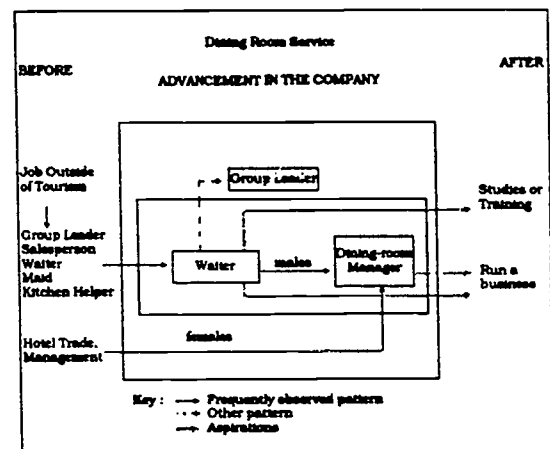 Dining Room Service
BEFORE
AFTER
ADVANCEMENT IN THE COMPANY
Job Outside
of Tourism
Group Leader
Group Leader
Salesperson
Waiter
Maid
Kitchen Helper
Waiter
males
Dining-room
Manager
Studies or
Training
Run a
business
Hotel Trade,
Management
females
Key :
Frequently observed pattern
Other pattern
Aspirations